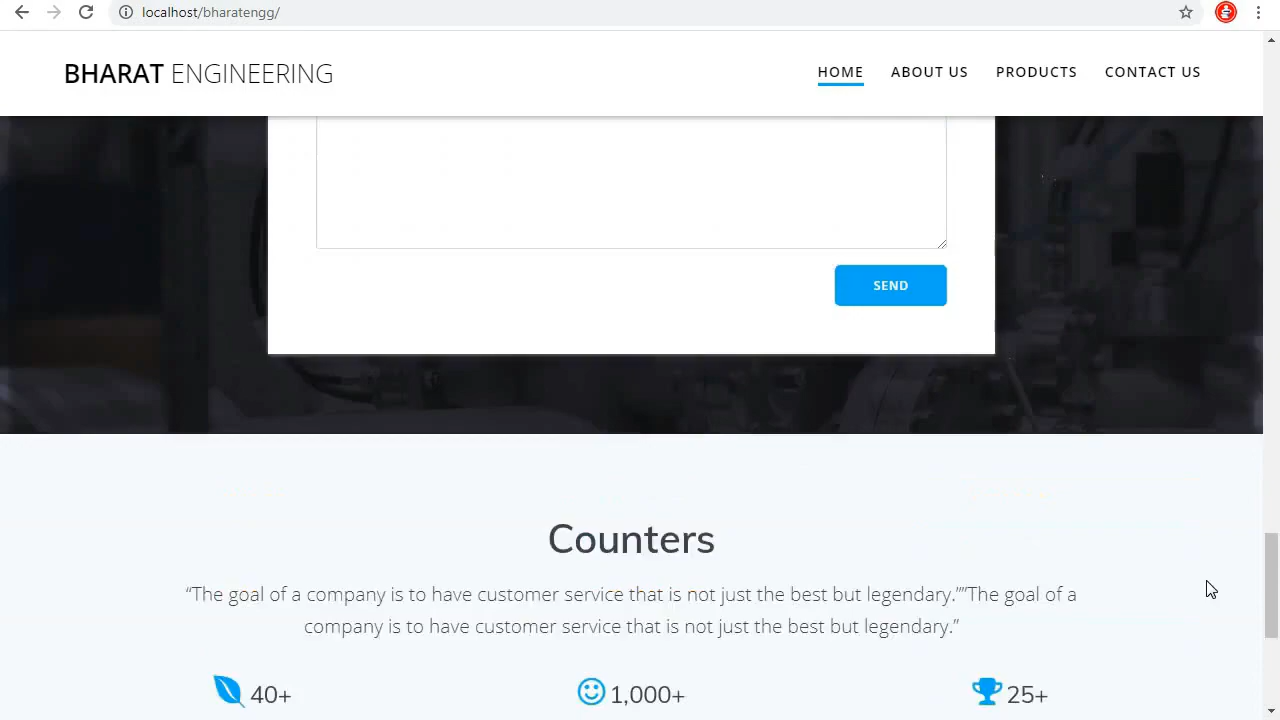 localhost/bharatengg/
BHARAT ENGINEERING
HOME
ABOUT US
PRODUCTS
CONTACT US
SEND
Counters
“The goal of a company is to have customer service that is not just the best but legendary.””The goal of a
company is to have customer service that is not just the best but legendary.”
40+
1,000+
25+